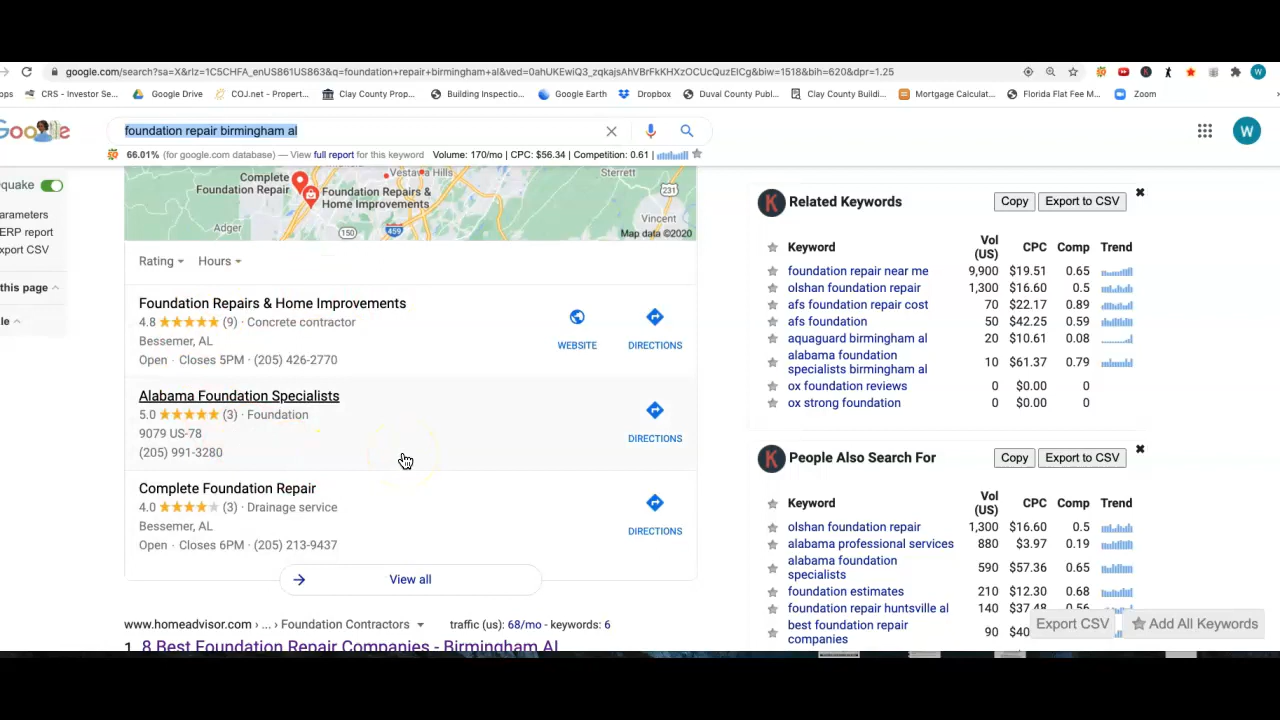 google.com/search?sa=X&rlz=1C5CHFA_enUS861US863&q=foundation+repair+birmingham+al&ved=0ahUKEwiQ3_zqkajsAhVBrFkKHXzOCUcQuzEICg&biw=1518&bih=620&dpr=1.25
W
pps CRS - Investor Se... Google Drive COJ.net - Propert... Clay County Prop... Building Inspectio... Google Earth Dropbox Duval County Publ... Clay County Buildi... Mortgage Calculat... Florida Flat Fee M... Zoom
foundation repair birmingham al
W
66.01% (for google.com database) — View full report for this keyword Volume: 170/mo | CPC: $56.34 | Competition: 0.61 |
quake
arameters
ERP report
xport CSV
this page
le
Complete
Foundation Repair
Foundation Repairs &
Home Improvements
Vestavia Hills
Sterrett
231
Adger
150
459
Vincent
Map data ©2020
Rating Hours
Foundation Repairs & Home Improvements
4.8 (9) · Concrete contractor
Bessemer, AL
Open · Closes 5PM · (205) 426-2770
WEBSITE
DIRECTIONS
Alabama Foundation Specialists
5.0 (3) · Foundation
9079 US-78
(205) 991-3280
DIRECTIONS
Complete Foundation Repair
4.0 (3) · Drainage service
Bessemer, AL
Open · Closes 6PM · (205) 213-9437
DIRECTIONS
View all
www.homeadvisor.com › ... › Foundation Contractors traffic (us): 68/mo - keywords: 6
1 8 Best Foundation Repair Companies - Birmingham AL
K Related Keywords Copy Export to CSV
Keyword Vol (US) CPC Comp Trend
foundation repair near me 9,900 $19.51 0.65
olshan foundation repair 1,300 $16.60 0.5
afs foundation repair cost 70 $22.17 0.89
afs foundation 50 $42.25 0.59
aquaguard birmingham al 20 $10.61 0.08
alabama foundation
specialists birmingham al 10 $61.37 0.79
ox foundation reviews 0 $0.00 0
ox strong foundation 0 $0.00 0
K People Also Search For Copy Export to CSV
Keyword Vol (US) CPC Comp Trend
olshan foundation repair 1,300 $16.60 0.5
alabama professional services 880 $3.97 0.19
alabama foundation
specialists 590 $57.36 0.65
foundation estimates 210 $12.30 0.68
foundation repair huntsville al 140 $37.48 0.56
best foundation repair
companies 90 $40
Export CSV Add All Keywords